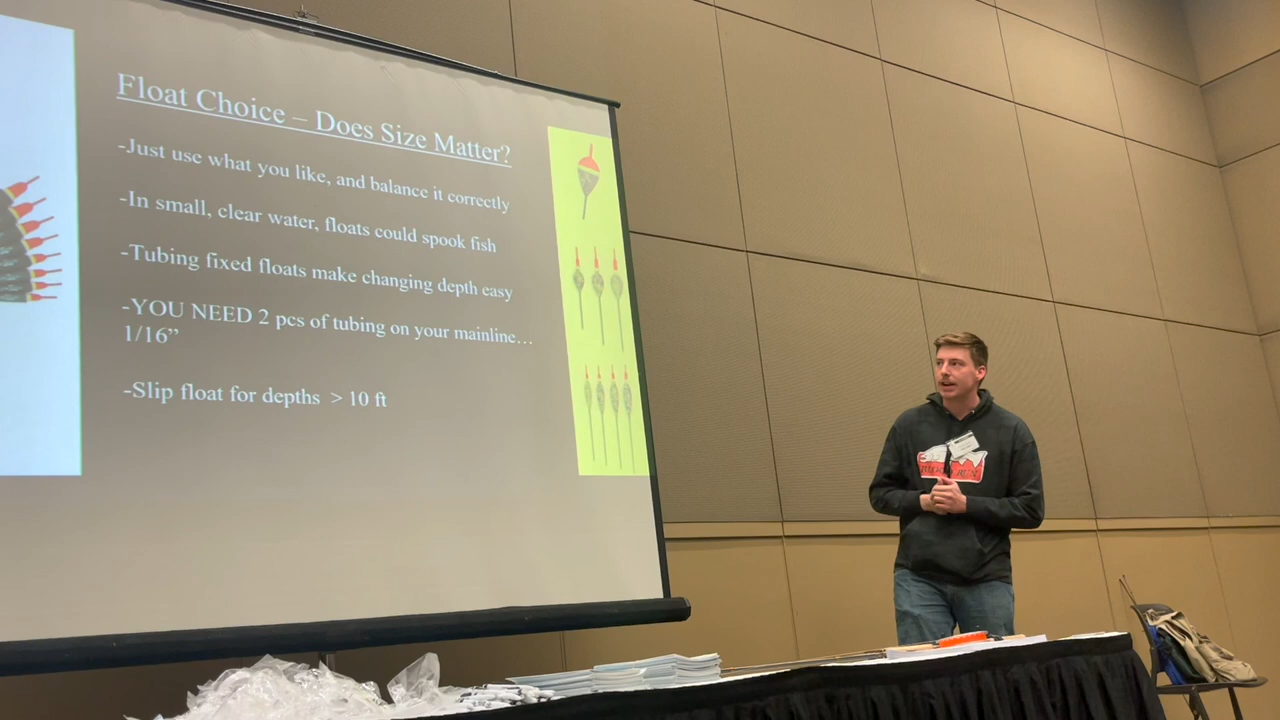 Float Choice – Does Size Matter?
-Just use what you like, and balance it correctly
-In small, clear water, floats could spook fish
-Tubing fixed floats make changing depth easy
-YOU NEED 2 pcs of tubing on your mainline…
1/16”
-Slip float for depths > 10 ft